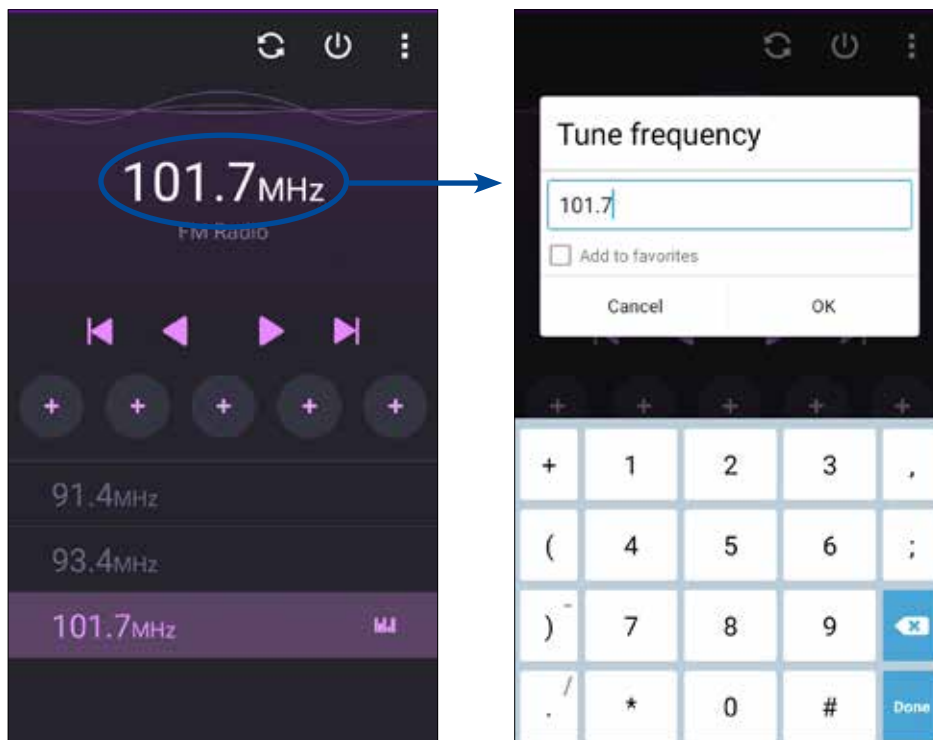 101.7MHz
FM Radio
+ + + + +
91.4MHz
93.4MHz
101.7MHz
Tune frequency
101.7
Add to favorites
Cancel OK
+ + + + +
+ 1 2 3 ,
( 4 5 6 ;
) - 7 8 9
. / * 0 # Done